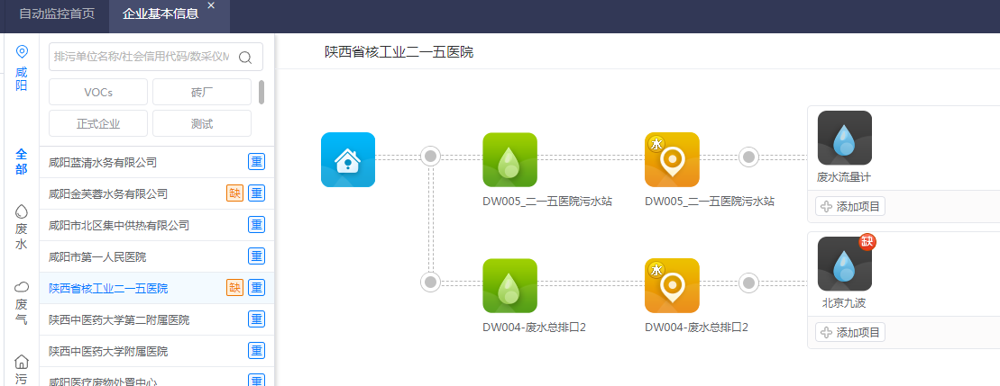 自动监控首页
企业基本信息
咸阳
全部
废水
废气
污
排污单位名称/社会信用代码/数采仪M
VOCs
砖厂
正式企业
测试
咸阳蓝清水务有限公司 重
咸阳金芙蓉水务有限公司 缺 重
咸阳市北区集中供热有限公司 重
咸阳市第一人民医院 重
陕西省核工业二一五医院 缺 重
陕西中医药大学第二附属医院 重
陕西中医药大学附属医院 重
咸阳医疗废物处置中心 重
陕西省核工业二一五医院
水
DW005_二一五医院污水站
DW005_二一五医院污水站
废水流量计
添加项目
水
缺
DW004-废水总排口2
DW004-废水总排口2
北京九波
添加项目